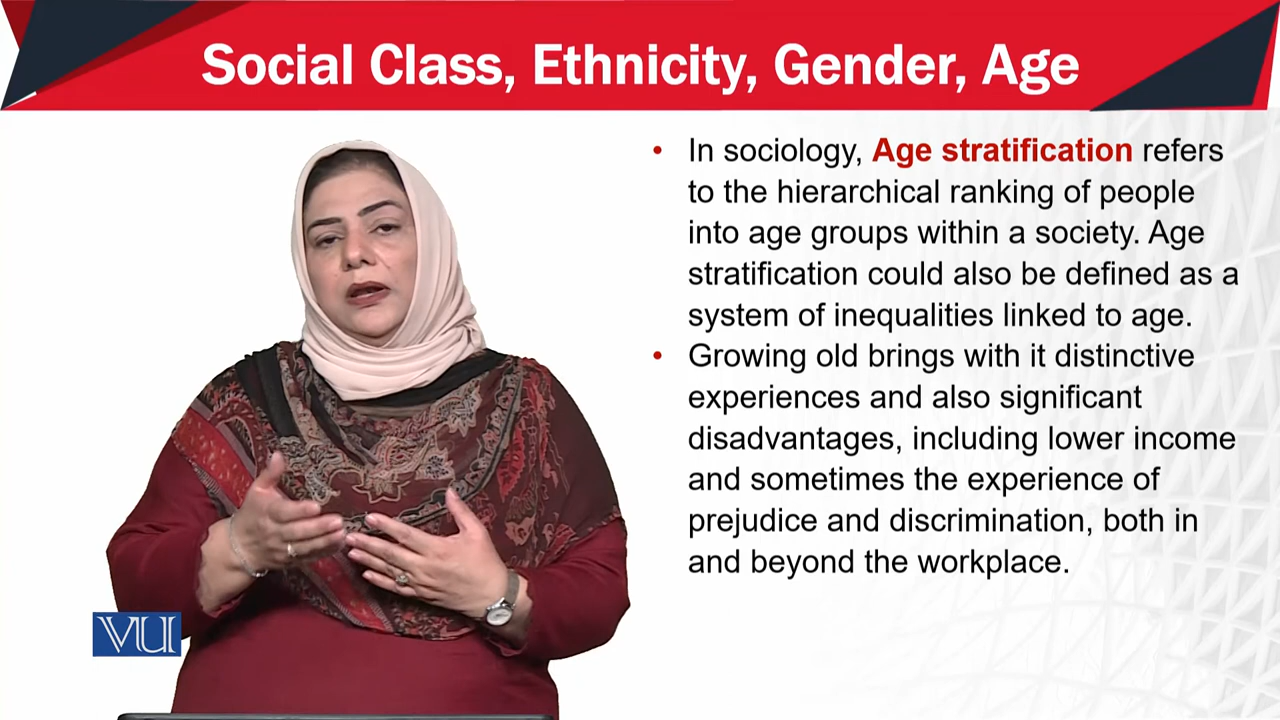 Social Class, Ethnicity, Gender, Age
• In sociology, Age stratification refers
to the hierarchical ranking of people
into age groups within a society. Age
stratification could also be defined as a
system of inequalities linked to age.
• Growing old brings with it distinctive
experiences and also significant
disadvantages, including lower income
and sometimes the experience of
prejudice and discrimination, both in
and beyond the workplace.
VU